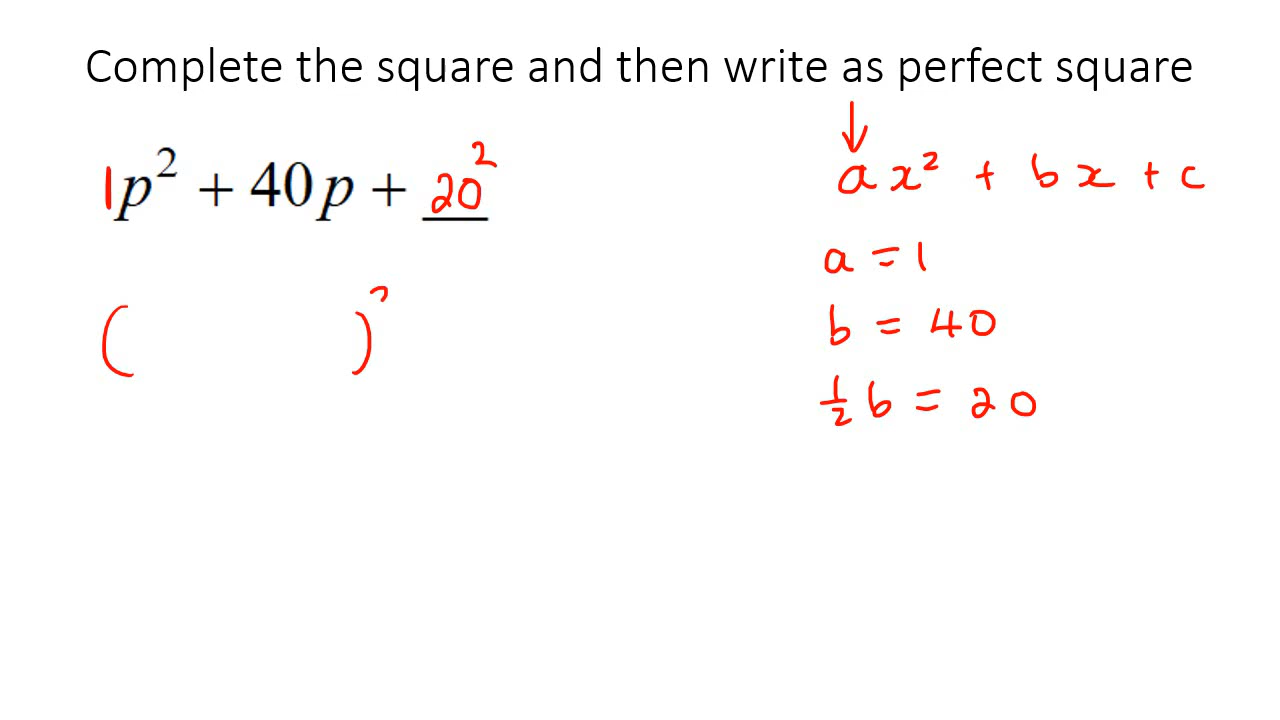 Complete the square and then write as perfect square
1p² + 40p + 20²
ax² + bx + c
a = 1
b = 40
½b = 20
(     )²